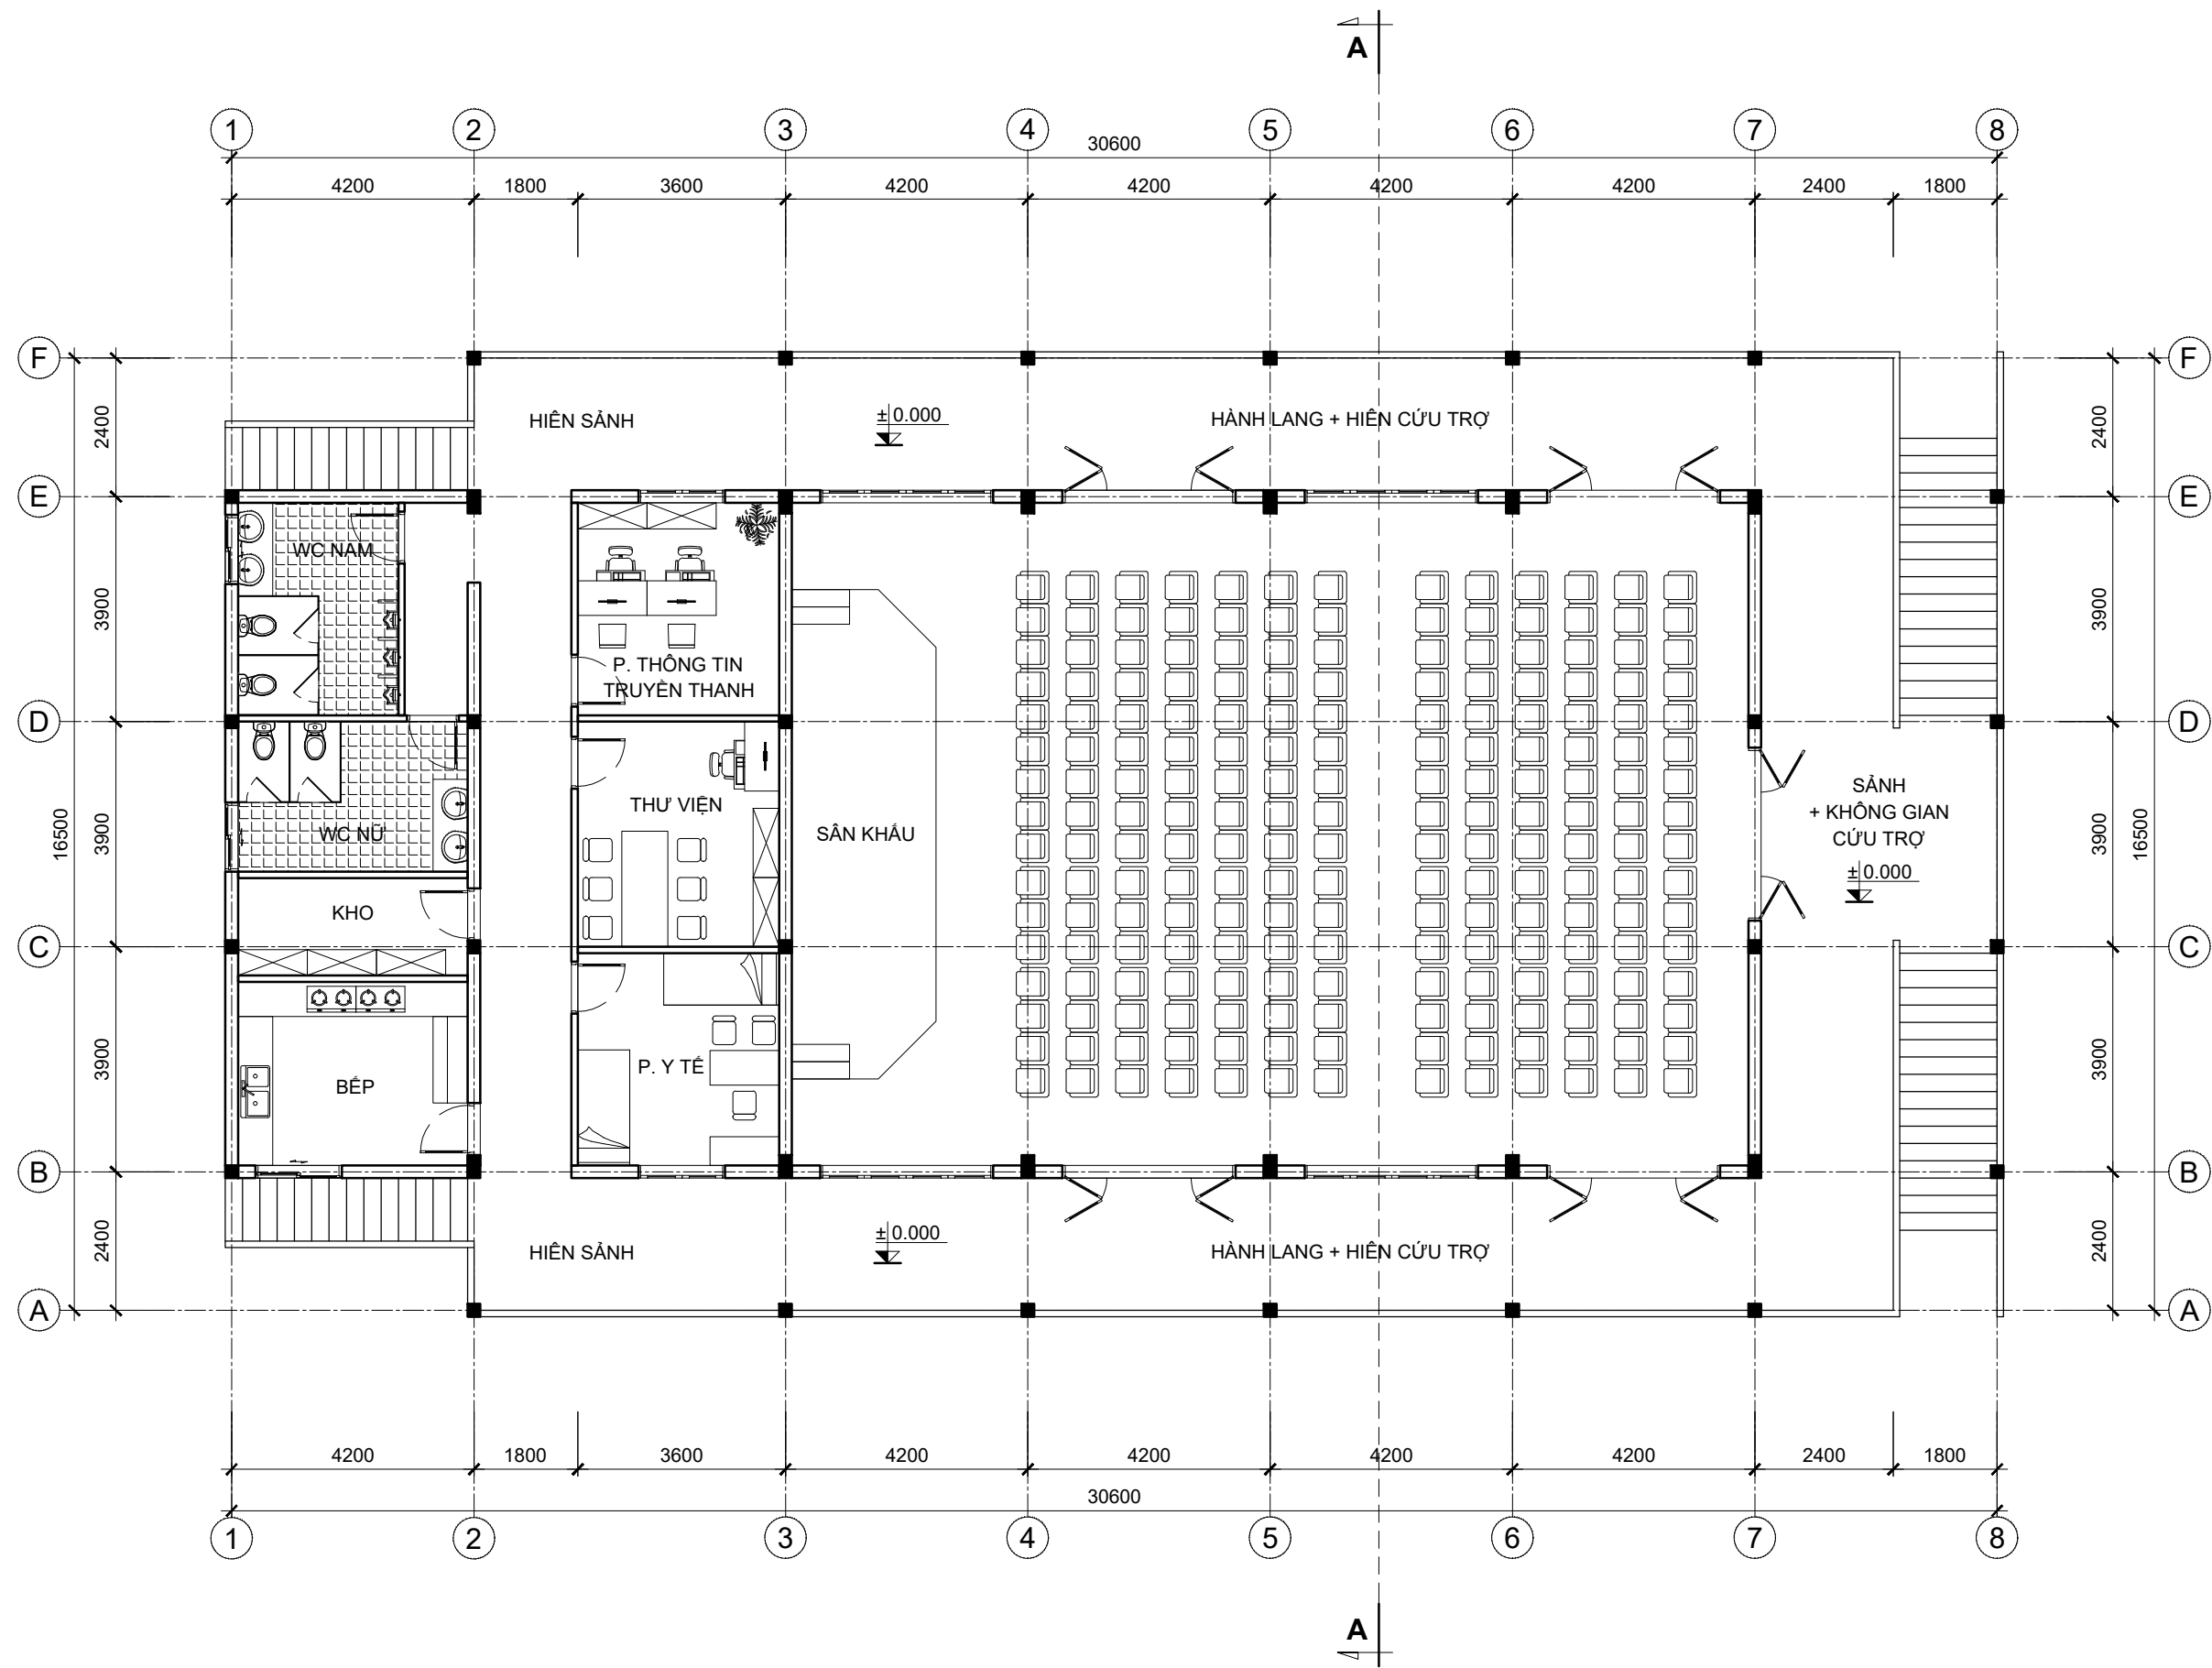 A
1 2 3 4 5 6 7 8
30600
4200 1800 3600 4200 4200 4200 4200 2400 1800
F F
HIÊN SẢNH ± 0.000 HÀNH LANG + HIÊN CỨU TRỢ
2400 2400
E E
WC NAM
3900 3900
P. THÔNG TIN
TRUYỀN THANH
D D
SẢNH
+ KHÔNG GIAN
CỨU TRỢ
± 0.000
THƯ VIỆN
SÂN KHẤU
WC NỮ
16500 3900 3900 16500
KHO
C C
P. Y TẾ
BẾP
3900 3900
B B
2400 2400
HIÊN SẢNH ± 0.000 HÀNH LANG + HIÊN CỨU TRỢ
A A
4200 1800 3600 4200 4200 4200 4200 2400 1800
30600
1 2 3 4 5 6 7 8
A